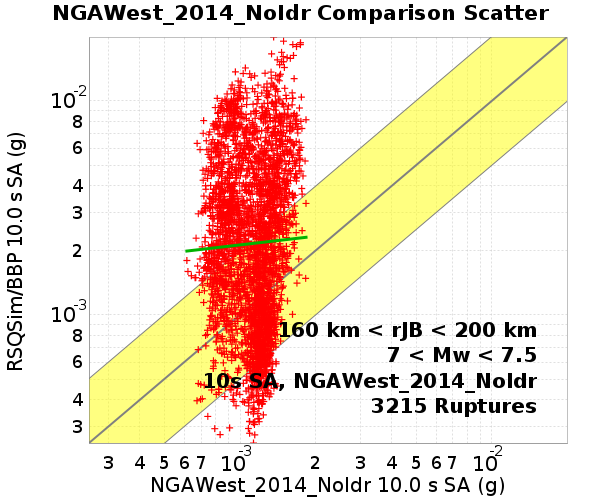 NGAWest_2014_NoIdr Comparison Scatter
RSQSim/BBP 10.0 s SA (g)
10-2
8
6
4
3
2
10-3
8
6
4
3
160 km < rJB < 200 km
7 < Mw < 7.5
10s SA, NGAWest_2014_NoIdr
3215 Ruptures
3 4 5 6 7 10-3 2 3 4 5 6 7 8 10-2
NGAWest_2014_NoIdr 10.0 s SA (g)